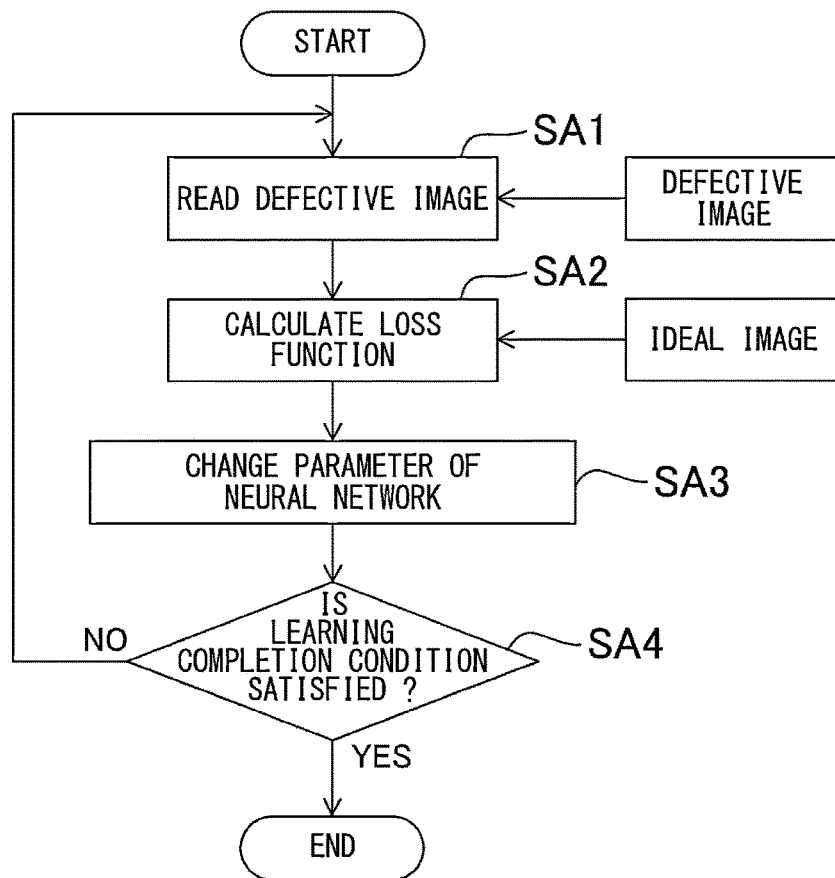 START
SA1
READ DEFECTIVE IMAGE
DEFECTIVE
IMAGE
SA2
CALCULATE LOSS
FUNCTION
IDEAL IMAGE
CHANGE PARAMETER OF
NEURAL NETWORK
SA3
IS
LEARNING
COMPLETION CONDITION
SATISFIED ?
NO
SA4
YES
END